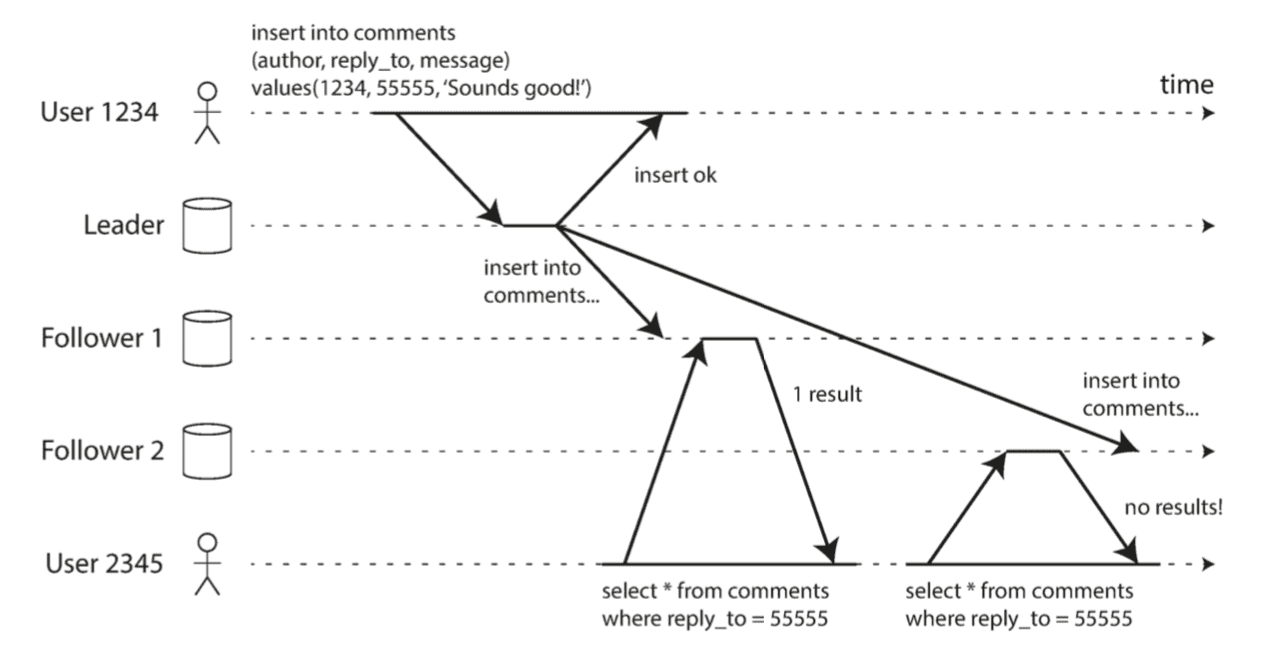 insert into comments
(author, reply_to, message)
values(1234, 55555, ‘Sounds good!’)
time
User 1234
insert ok
Leader
insert into
comments...
Follower 1
1 result
insert into
comments...
Follower 2
no results!
User 2345
select * from comments
where reply_to = 55555
select * from comments
where reply_to = 55555